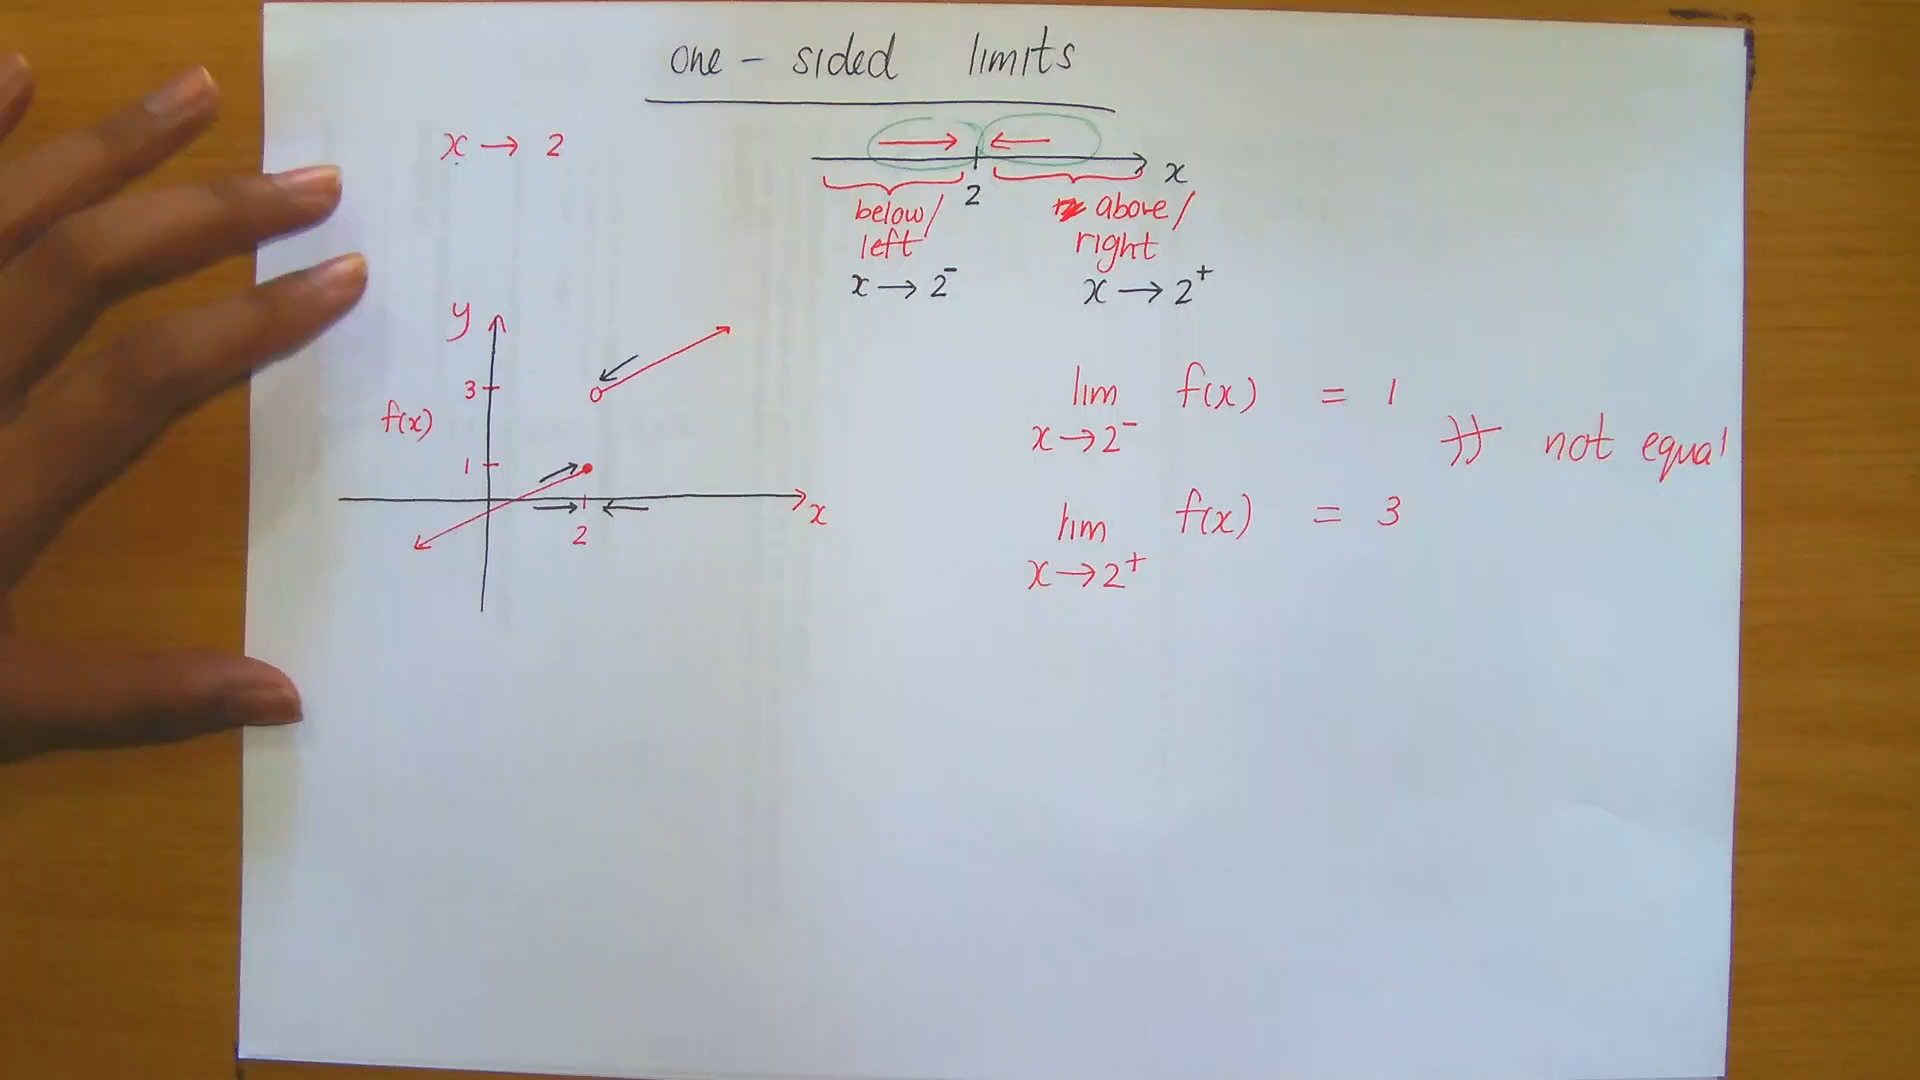 one - sided limits
x → 2
x
2
below/
left
above/
right
x → 2⁻
x → 2⁺
y
3
f(x)
1
x
2
lim f(x) = 1
x→2⁻
not equal
lim f(x) = 3
x→2⁺